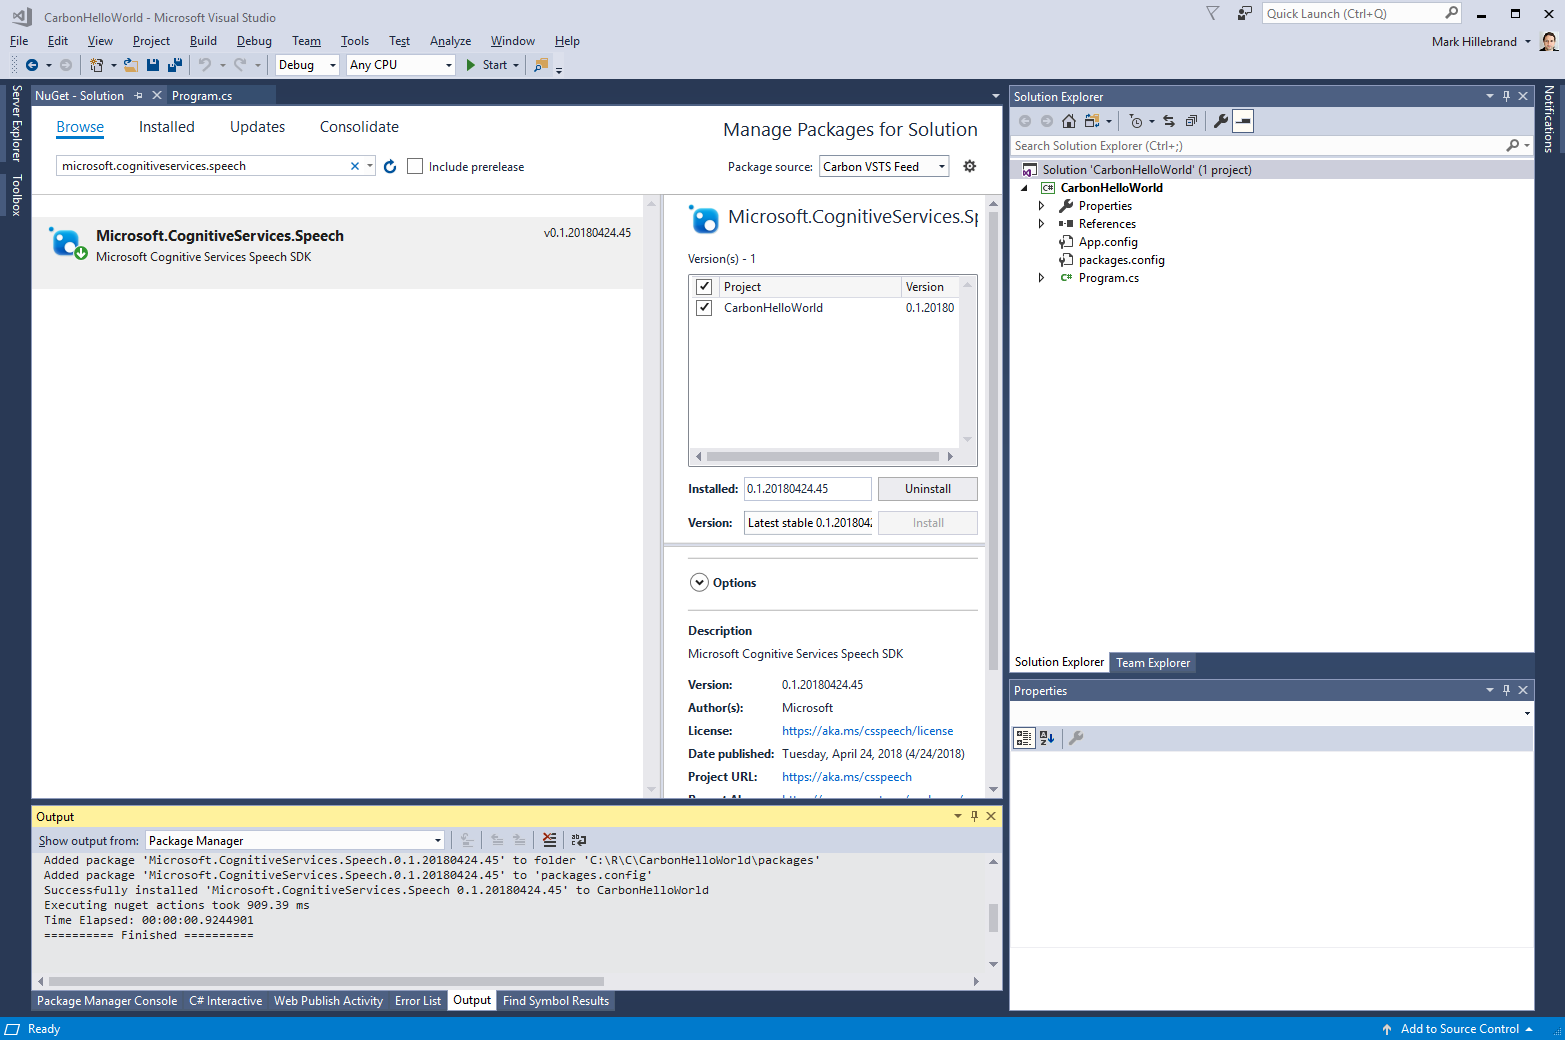 CarbonHelloWorld - Microsoft Visual Studio
Quick Launch (Ctrl+Q)
File Edit View Project Build Debug Team Tools Test Analyze Window Help
Mark Hillebrand
Debug Any CPU Start
Server Explorer
Toolbox
NuGet - Solution Program.cs
Browse Installed Updates Consolidate
Manage Packages for Solution
microsoft.cognitiveservices.speech
Include prerelease
Package source: Carbon VSTS Feed
Microsoft.CognitiveServices.Speech
v0.1.20180424.45
Microsoft Cognitive Services Speech SDK
Microsoft.CognitiveServices.Sp
Version(s) - 1
Project Version
CarbonHelloWorld 0.1.20180
Installed: 0.1.20180424.45 Uninstall
Version: Latest stable 0.1.2018042 Install
Options
Description
Microsoft Cognitive Services Speech SDK
Version: 0.1.20180424.45
Author(s): Microsoft
License: https://aka.ms/csspeech/license
Date published: Tuesday, April 24, 2018 (4/24/2018)
Project URL: https://aka.ms/csspeech
Output
Show output from: Package Manager
Added package 'Microsoft.CognitiveServices.Speech.0.1.20180424.45' to folder 'C:\R\C\CarbonHelloWorld\packages'
Added package 'Microsoft.CognitiveServices.Speech.0.1.20180424.45' to 'packages.config'
Successfully installed 'Microsoft.CognitiveServices.Speech 0.1.20180424.45' to CarbonHelloWorld
Executing nuget actions took 909.39 ms
Time Elapsed: 00:00:00.9244901
========== Finished ==========
Package Manager Console C# Interactive Web Publish Activity Error List Output Find Symbol Results
Solution Explorer
Search Solution Explorer (Ctrl+;)
Solution 'CarbonHelloWorld' (1 project)
CarbonHelloWorld
Properties
References
App.config
packages.config
C# Program.cs
Solution Explorer Team Explorer
Properties
Notifications
Ready
Add to Source Control